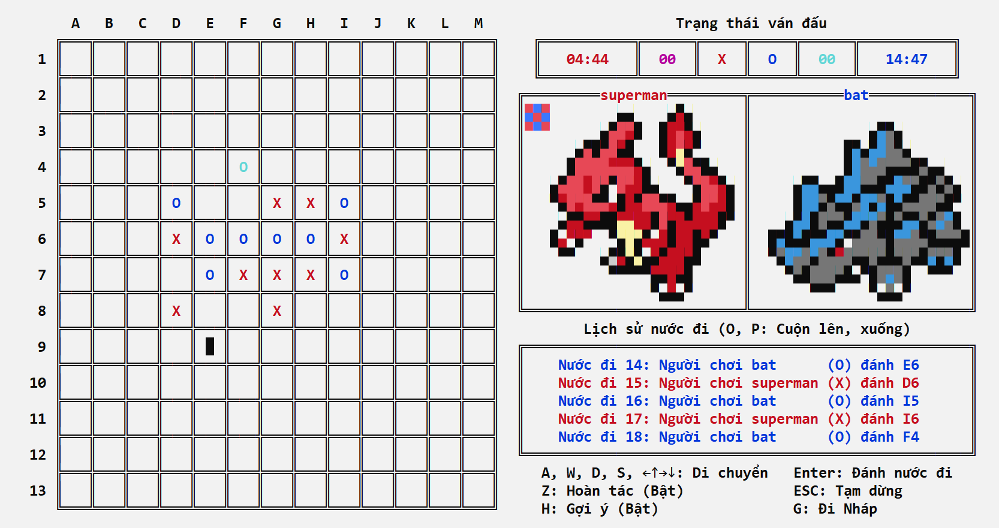 A B C D E F G H I J K L M
1
2
3
4 O
5 O X X O
6 X O O O O X
7 O X X X O
8 X X
9
10
11
12
13
Trạng thái ván đấu
04:44 00 X O 00 14:47
superman bat
Lịch sử nước đi (O, P: Cuộn lên, xuống)
Nước đi 14: Người chơi bat (O) đánh E6
Nước đi 15: Người chơi superman (X) đánh D6
Nước đi 16: Người chơi bat (O) đánh I5
Nước đi 17: Người chơi superman (X) đánh I6
Nước đi 18: Người chơi bat (O) đánh F4
A, W, D, S, ←↑→↓: Di chuyển Enter: Đánh nước đi
Z: Hoàn tác (Bật) ESC: Tạm dừng
H: Gợi ý (Bật) G: Đi Nháp